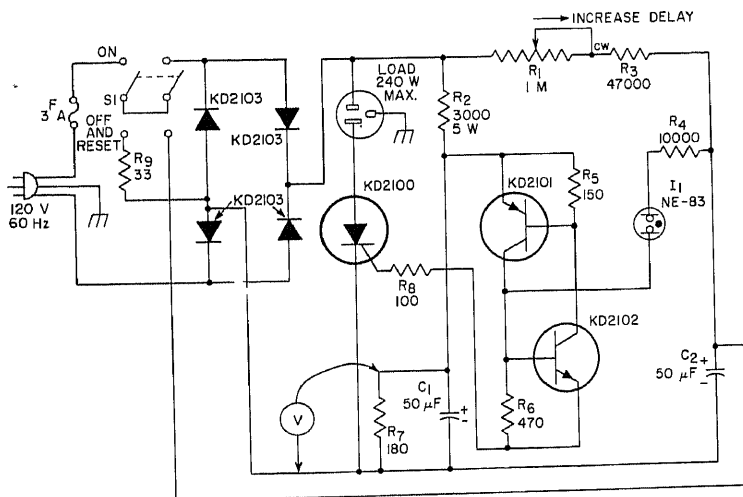 INCREASE DELAY
ON
F
3 A
S1
OFF
AND
RESET
R9
33
120 V
60 Hz
KD2103
KD2103
KD2103
LOAD
240 W
MAX.
KD2100
R8
100
R2
3000
5 W
R1
1 M
CW
R3
47000
R4
10000
I1
NE-83
KD2101
R5
150
KD2102
R6
470
C1
50 μF
+
-
R7
180
V
C2
50 μF
+
-